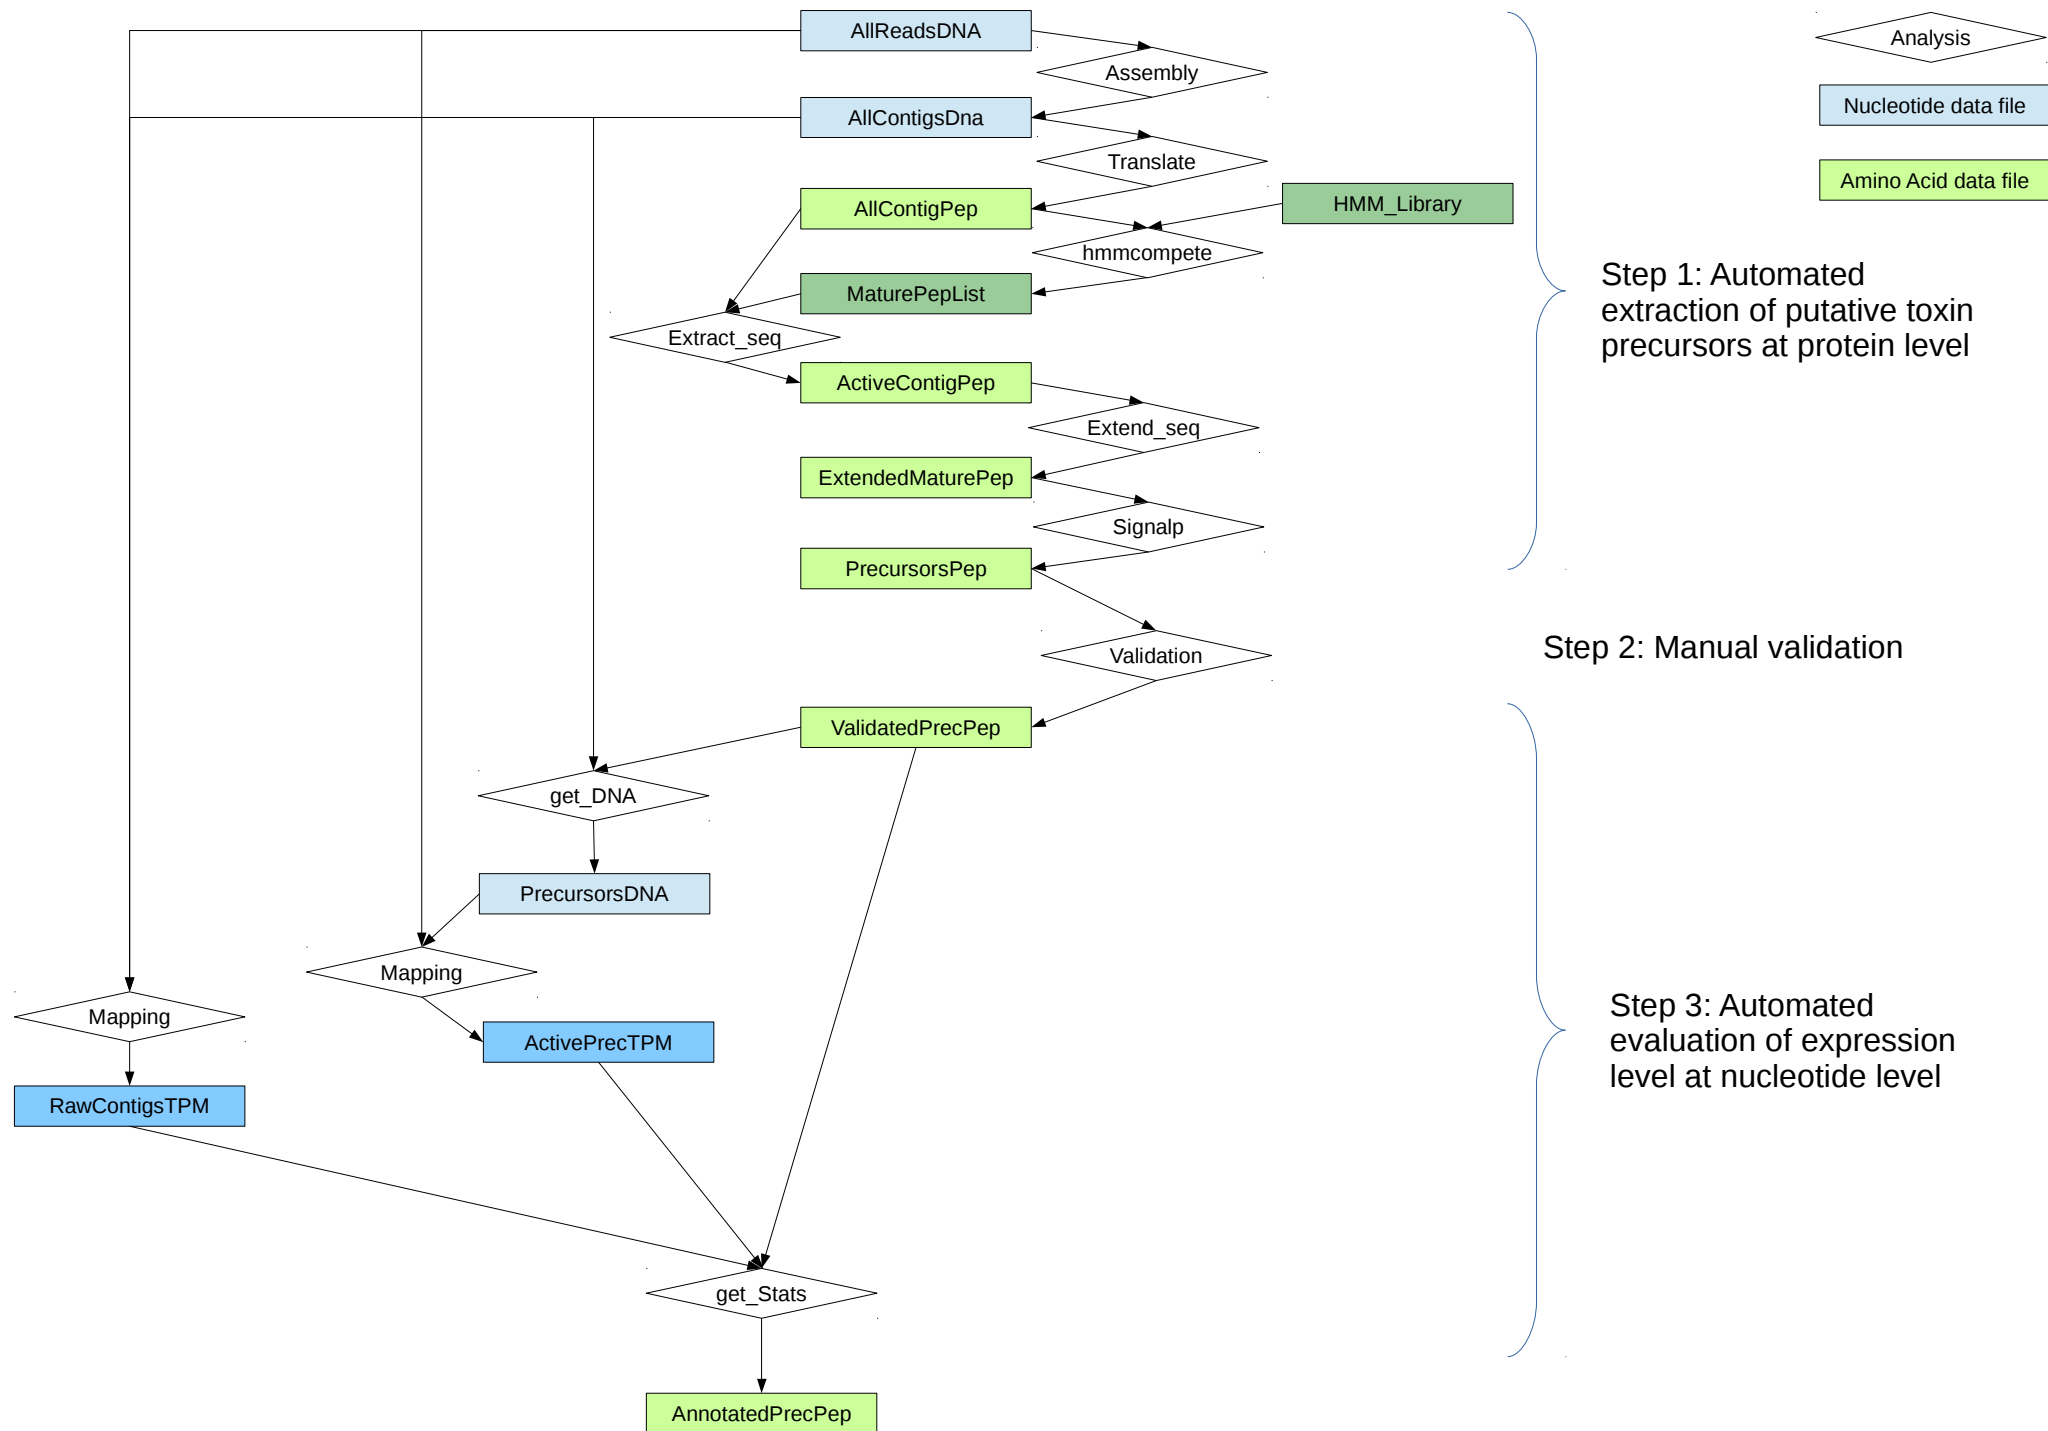 AllReadsDNA
Analysis
Assembly
Nucleotide data file
AllContigsDna
Translate
Amino Acid data file
AllContigPep
HMM_Library
hmmcompete
MaturePepList
Step 1: Automated
extraction of putative toxin
precursors at protein level
Extract_seq
ActiveContigPep
Extend_seq
ExtendedMaturePep
Signalp
PrecursorsPep
Step 2: Manual validation
Validation
ValidatedPrecPep
get_DNA
PrecursorsDNA
Mapping
Mapping
Step 3: Automated
evaluation of expression
level at nucleotide level
ActivePrecTPM
RawContigsTPM
get_Stats
AnnotatedPrecPep